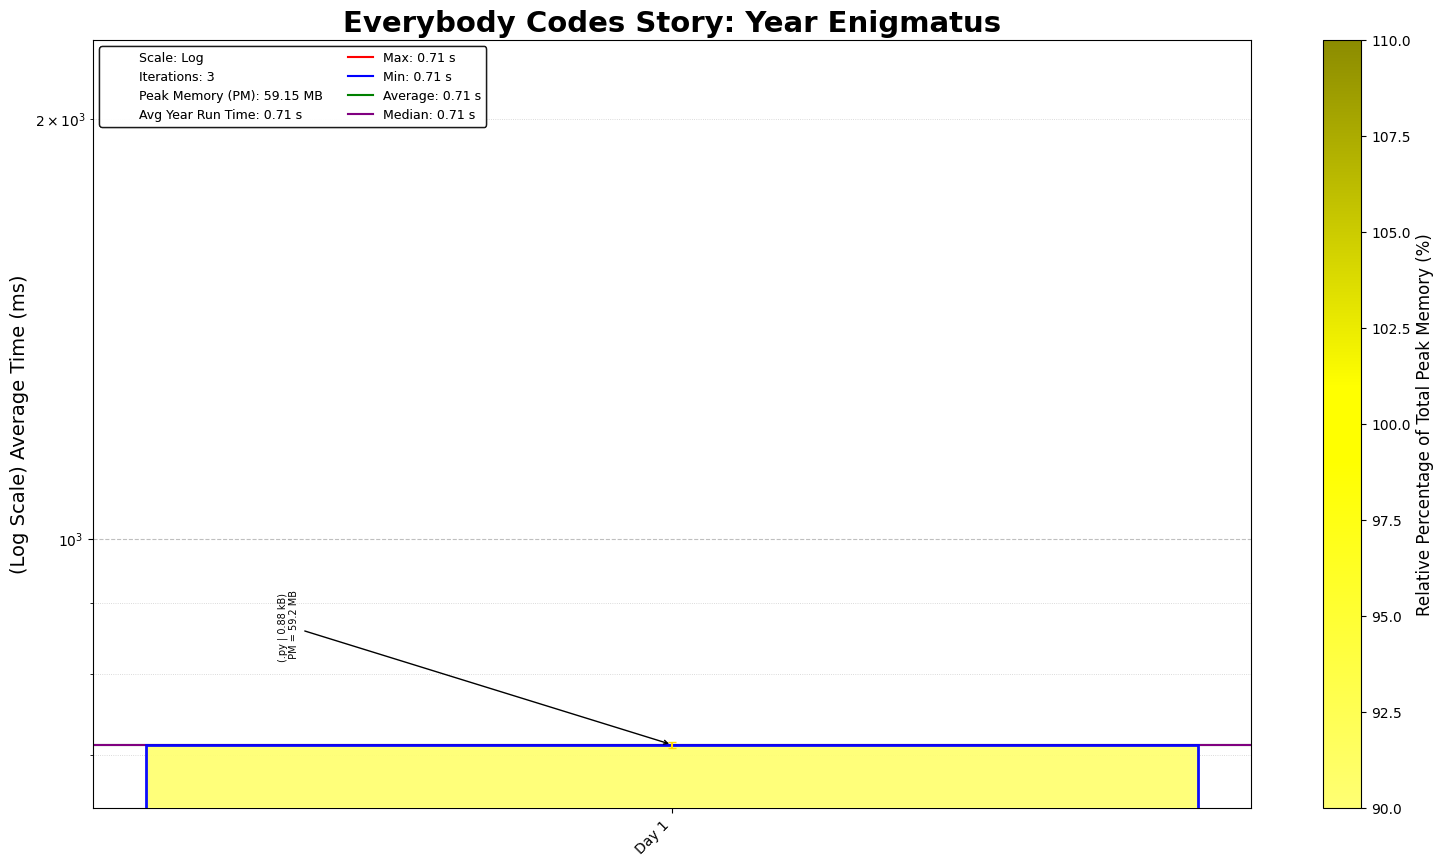 Everybody Codes Story: Year Enigmatus
Scale: Log
Iterations: 3
Peak Memory (PM): 59.15 MB
Avg Year Run Time: 0.71 s
Max: 0.71 s
Min: 0.71 s
Average: 0.71 s
Median: 0.71 s
(Log Scale) Average Time (ms)
2 × 10³
10³
(.py | 0.88 kB)
PM = 59.2 MB
Day 1
110.0
107.5
105.0
102.5
100.0
97.5
95.0
92.5
90.0
Relative Percentage of Total Peak Memory (%)